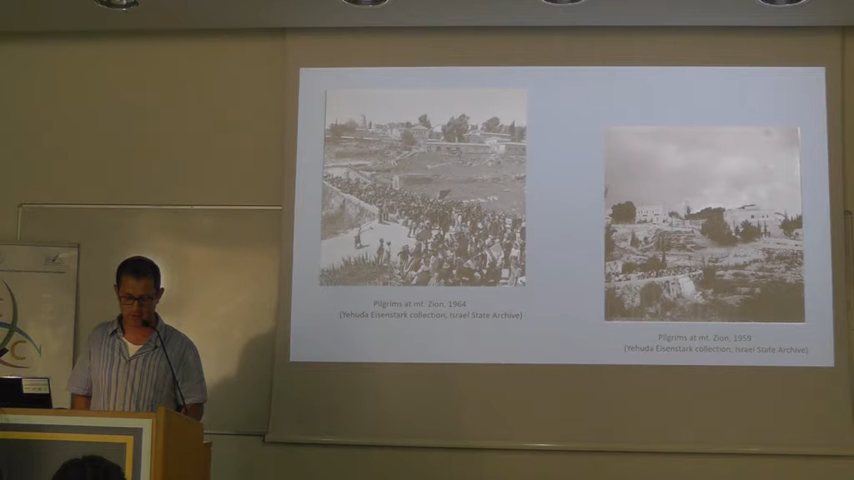 Pilgrims at mt. Zion, 1964
(Yehuda Eisenstark collection, Israel State Archive)
Pilgrims at mt. Zion, 1959
(Yehuda Eisenstark collection, Israel State Archive)